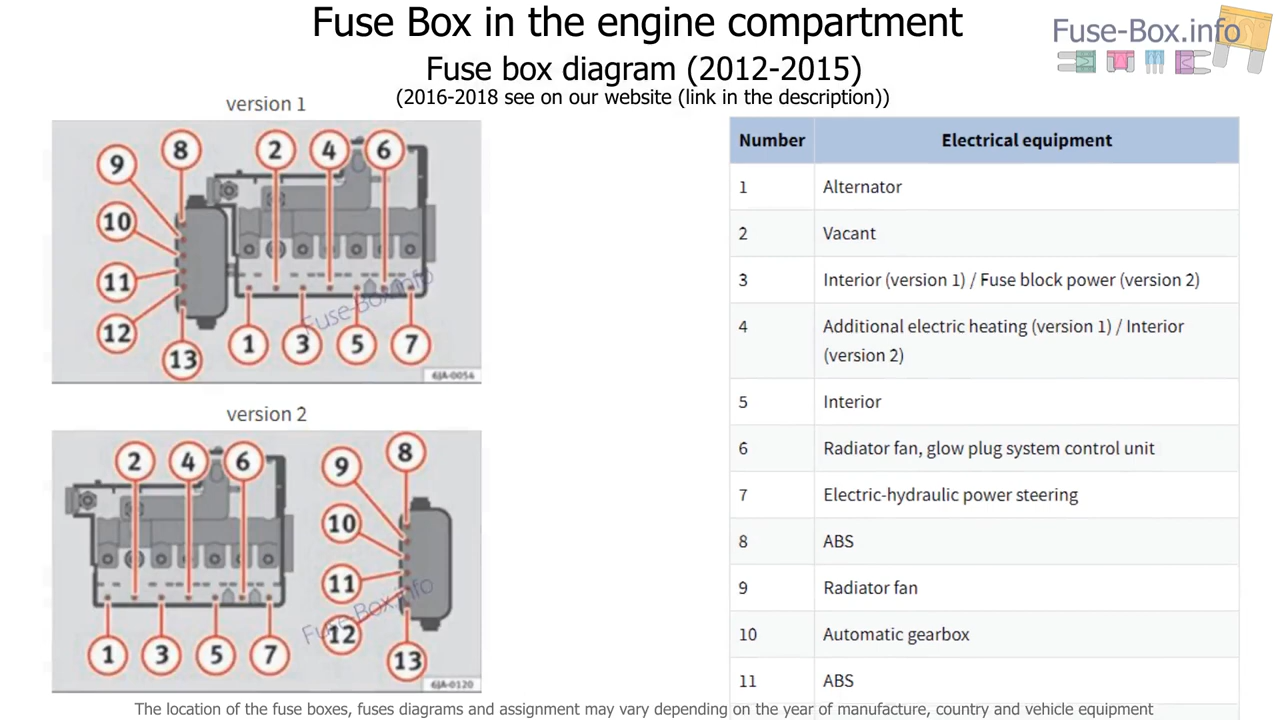 Fuse Box in the engine compartment
Fuse-Box.info
Fuse box diagram (2012-2015)
(2016-2018 see on our website (link in the description))
version 1
8 2 4 6
9
10
11
12
13 1 3 5 7
Fuse-Box.info
6JA-0054
version 2
2 4 6 9 8
10
11
12
1 3 5 7 13
Fuse-Box.info
6JA-0120
Number Electrical equipment
1 Alternator
2 Vacant
3 Interior (version 1) / Fuse block power (version 2)
4 Additional electric heating (version 1) / Interior
(version 2)
5 Interior
6 Radiator fan, glow plug system control unit
7 Electric-hydraulic power steering
8 ABS
9 Radiator fan
10 Automatic gearbox
11 ABS
The location of the fuse boxes, fuses diagrams and assignment may vary depending on the year of manufacture, country and vehicle equipment